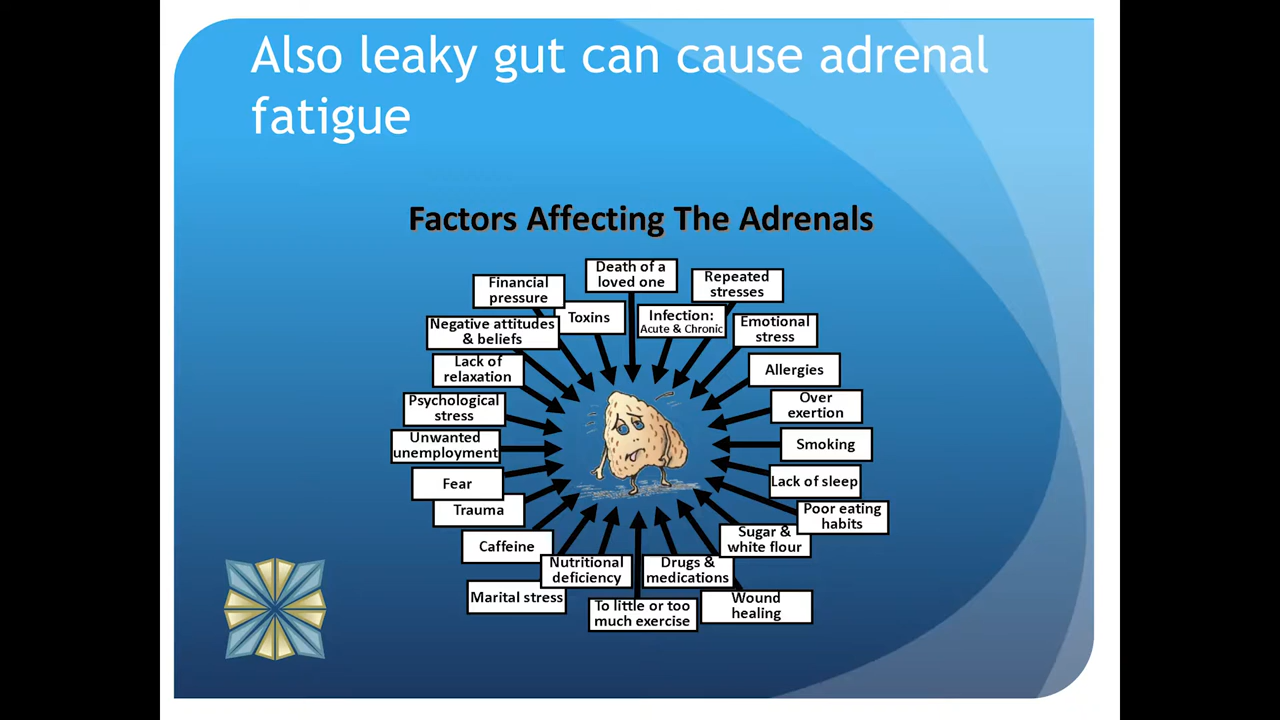 Also leaky gut can cause adrenal
fatigue
Factors Affecting The Adrenals
Death of a
loved one
Repeated
stresses
Financial
pressure
Toxins
Infection:
Acute & Chronic
Emotional
stress
Negative attitudes
& beliefs
Lack of
relaxation
Allergies
Psychological
stress
Over
exertion
Unwanted
unemployment
Smoking
Fear
Lack of sleep
Trauma
Poor eating
habits
Caffeine
Sugar &
white flour
Nutritional
deficiency
Drugs &
medications
Marital stress
To little or too
much exercise
Wound
healing